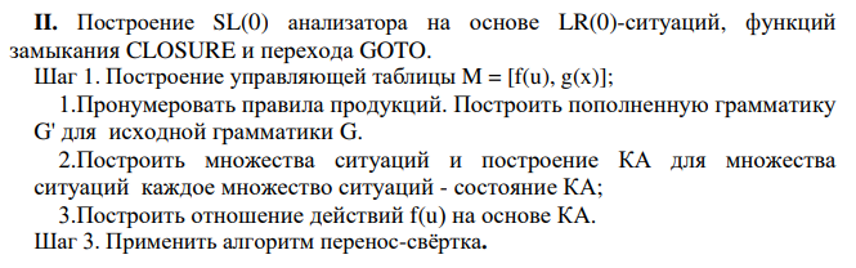 II. Построение SL(0) анализатора на основе LR(0)-ситуаций, функций
замыкания CLOSURE и перехода GOTO.
Шаг 1. Построение управляющей таблицы M = [f(u), g(x)];
1.Пронумеровать правила продукций. Построить пополненную грамматику
G' для исходной грамматики G.
2.Построить множества ситуаций и построение КА для множества
ситуаций каждое множество ситуаций - состояние КА;
3.Построить отношение действий f(u) на основе КА.
Шаг 3. Применить алгоритм перенос-свёртка.